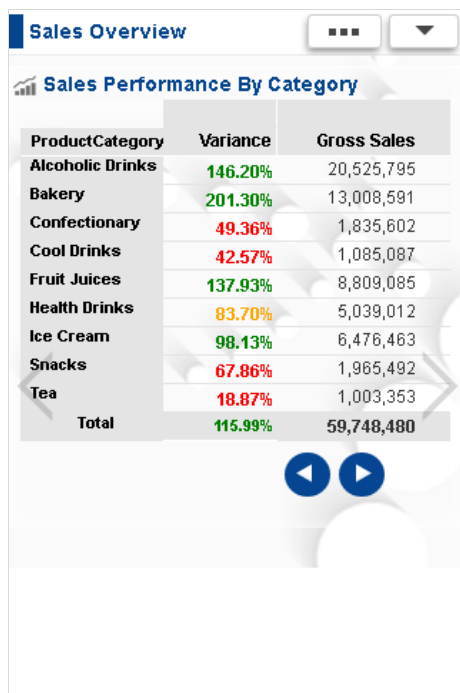 Sales Overview
Sales Performance By Category
ProductCategory Variance Gross Sales
Alcoholic Drinks 146.20% 20,525,795
Bakery 201.30% 13,008,591
Confectionary 49.36% 1,835,602
Cool Drinks 42.57% 1,085,087
Fruit Juices 137.93% 8,809,085
Health Drinks 83.70% 5,039,012
Ice Cream 98.13% 6,476,463
Snacks 67.86% 1,965,492
Tea 18.87% 1,003,353
Total 115.99% 59,748,480